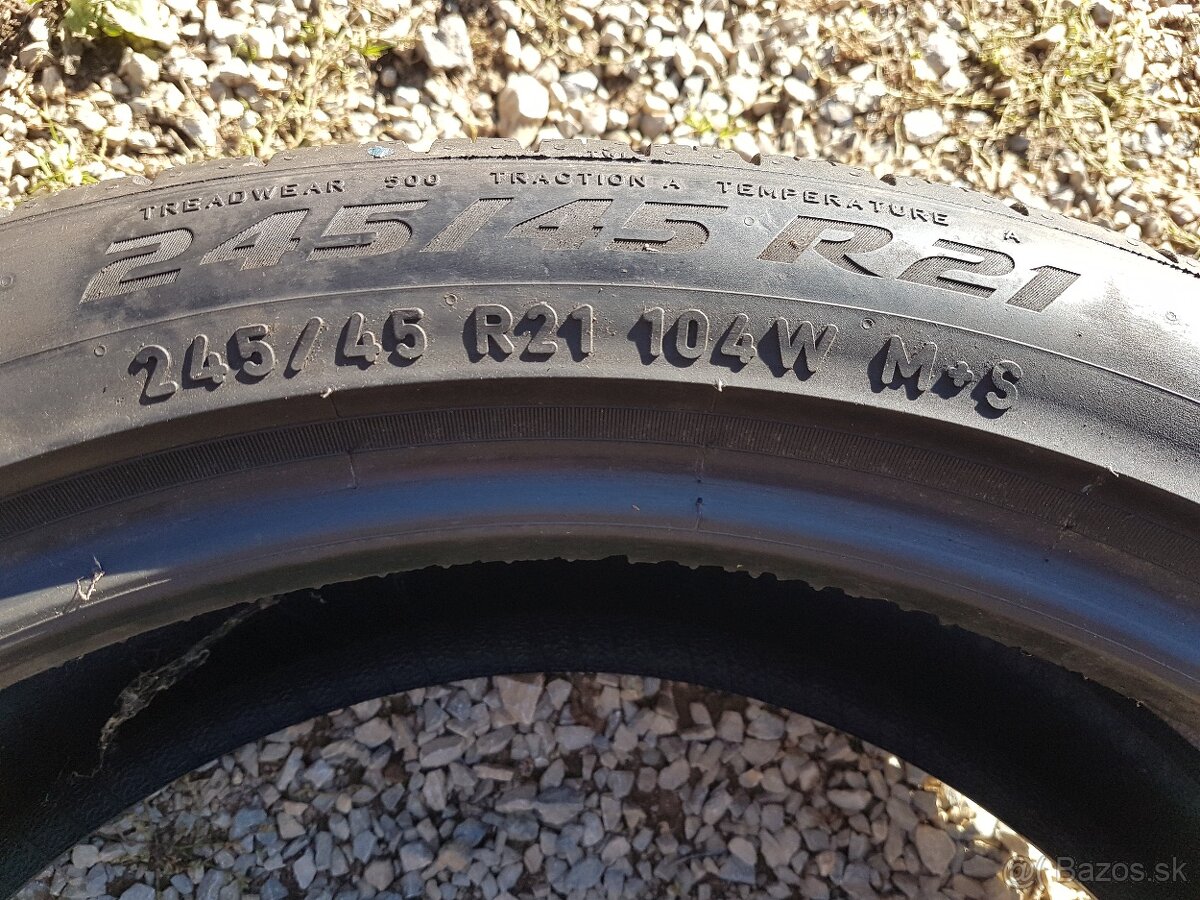 TREADWEAR 500 TRACTION A TEMPERATURE A
245/45 R21
245/45 R21 104W M+S
Bazos.sk